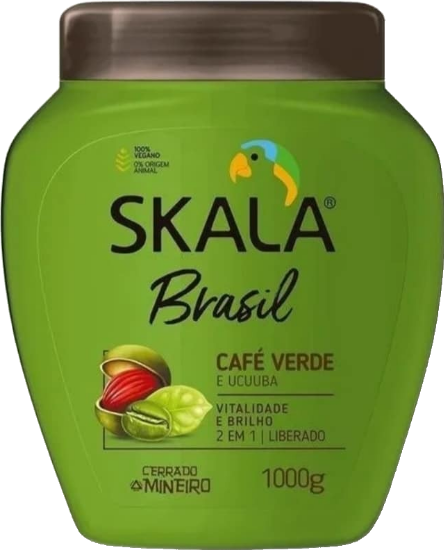 100%
VEGANO
0% ORIGEM
ANIMAL
SKALA®
Brasil
CAFÉ VERDE
E UCUUBA
VITALIDADE
E BRILHO
2 EM 1 | LIBERADO
CERRADO
MINEIRO
1000g